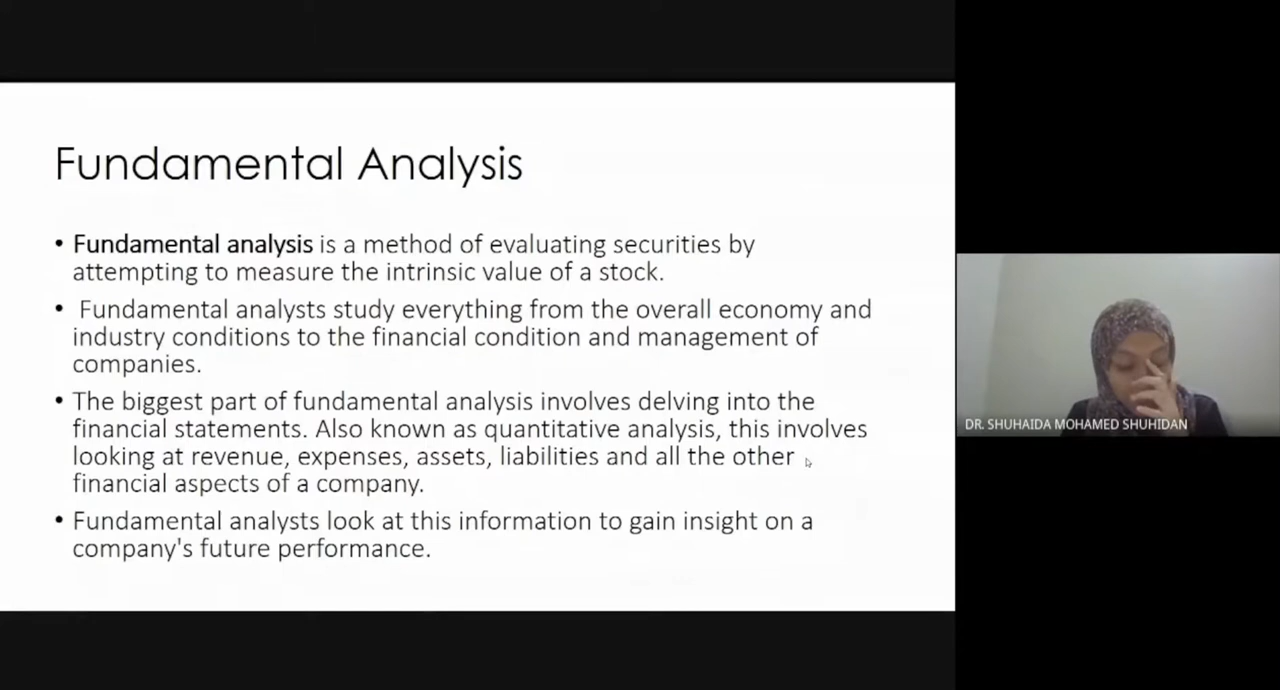 Fundamental Analysis
• Fundamental analysis is a method of evaluating securities by
attempting to measure the intrinsic value of a stock.
• Fundamental analysts study everything from the overall economy and
industry conditions to the financial condition and management of
companies.
• The biggest part of fundamental analysis involves delving into the
financial statements. Also known as quantitative analysis, this involves
looking at revenue, expenses, assets, liabilities and all the other
financial aspects of a company.
• Fundamental analysts look at this information to gain insight on a
company's future performance.
DR. SHUHAIDA MOHAMED SHUHIDAN